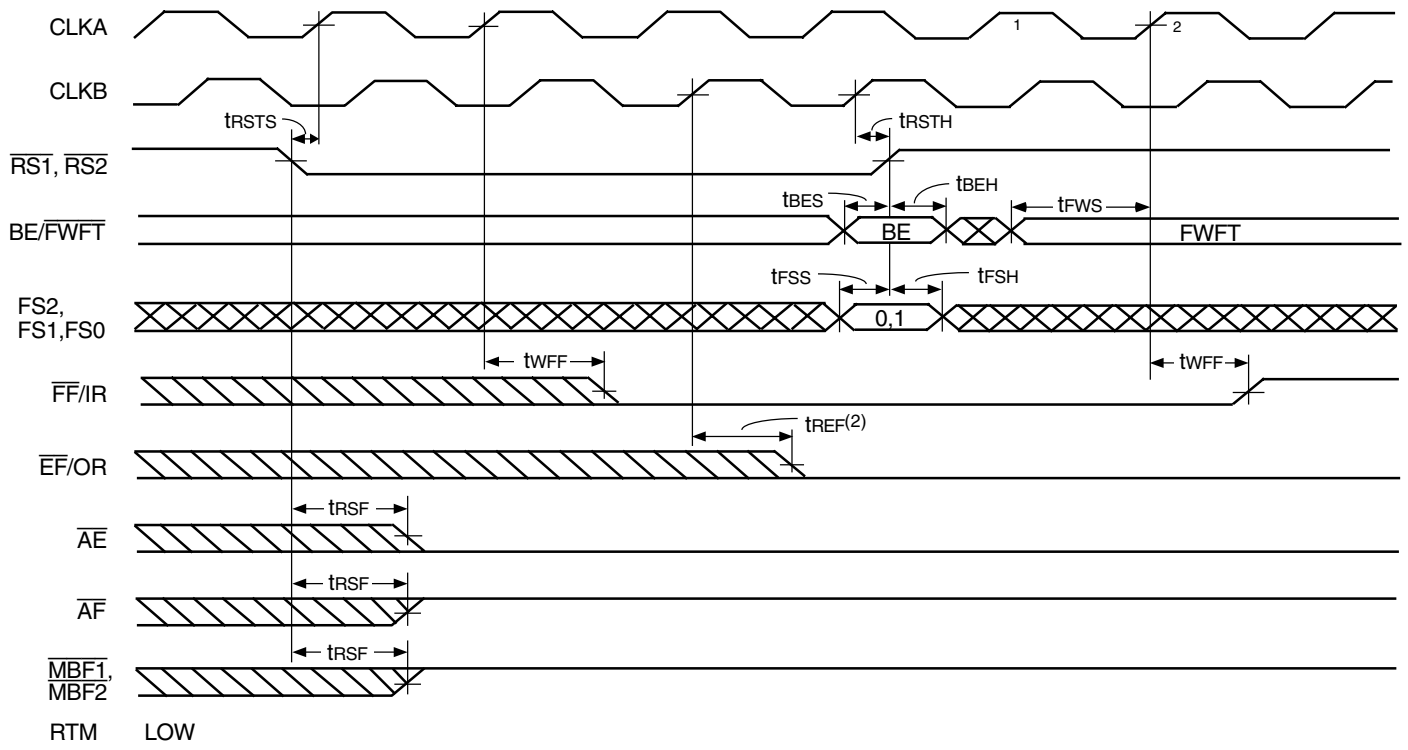 CLKA
1
2
CLKB
tRSTS
tRSTH
RS1, RS2
tBES
tBEH
tFWS
BE/FWFT
BE
FWFT
tFSS
tFSH
FS2,
FS1,FS0
0,1
tWFF
tWFF
FF/IR
tREF(2)
EF/OR
tRSF
AE
tRSF
AF
tRSF
MBF1,
MBF2
RTM LOW